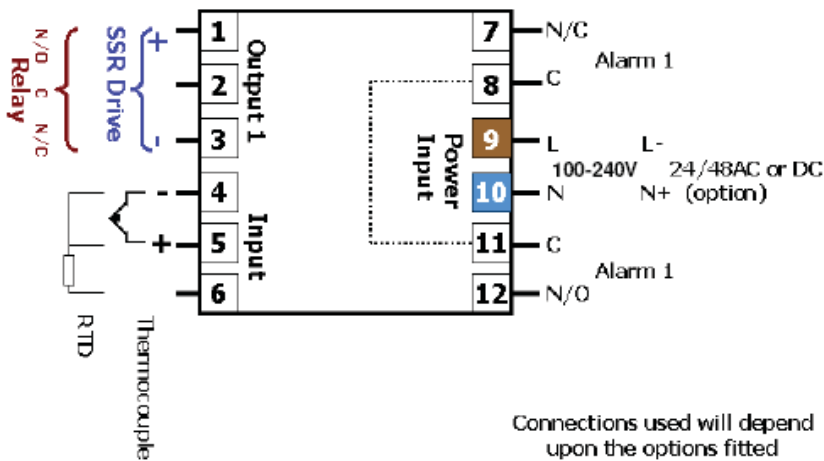 N/O C N/C
Relay
SSR Drive
+
-
1
2
3
Output 1
4
5
6
Input
-
+
RTD
Thermocouple
7 N/C
8 C
Alarm 1
Power Input
9 L L-
100-240V 24/48AC or DC
10 N N+ (option)
11 C
Alarm 1
12 N/O
Connections used will depend
upon the options fitted